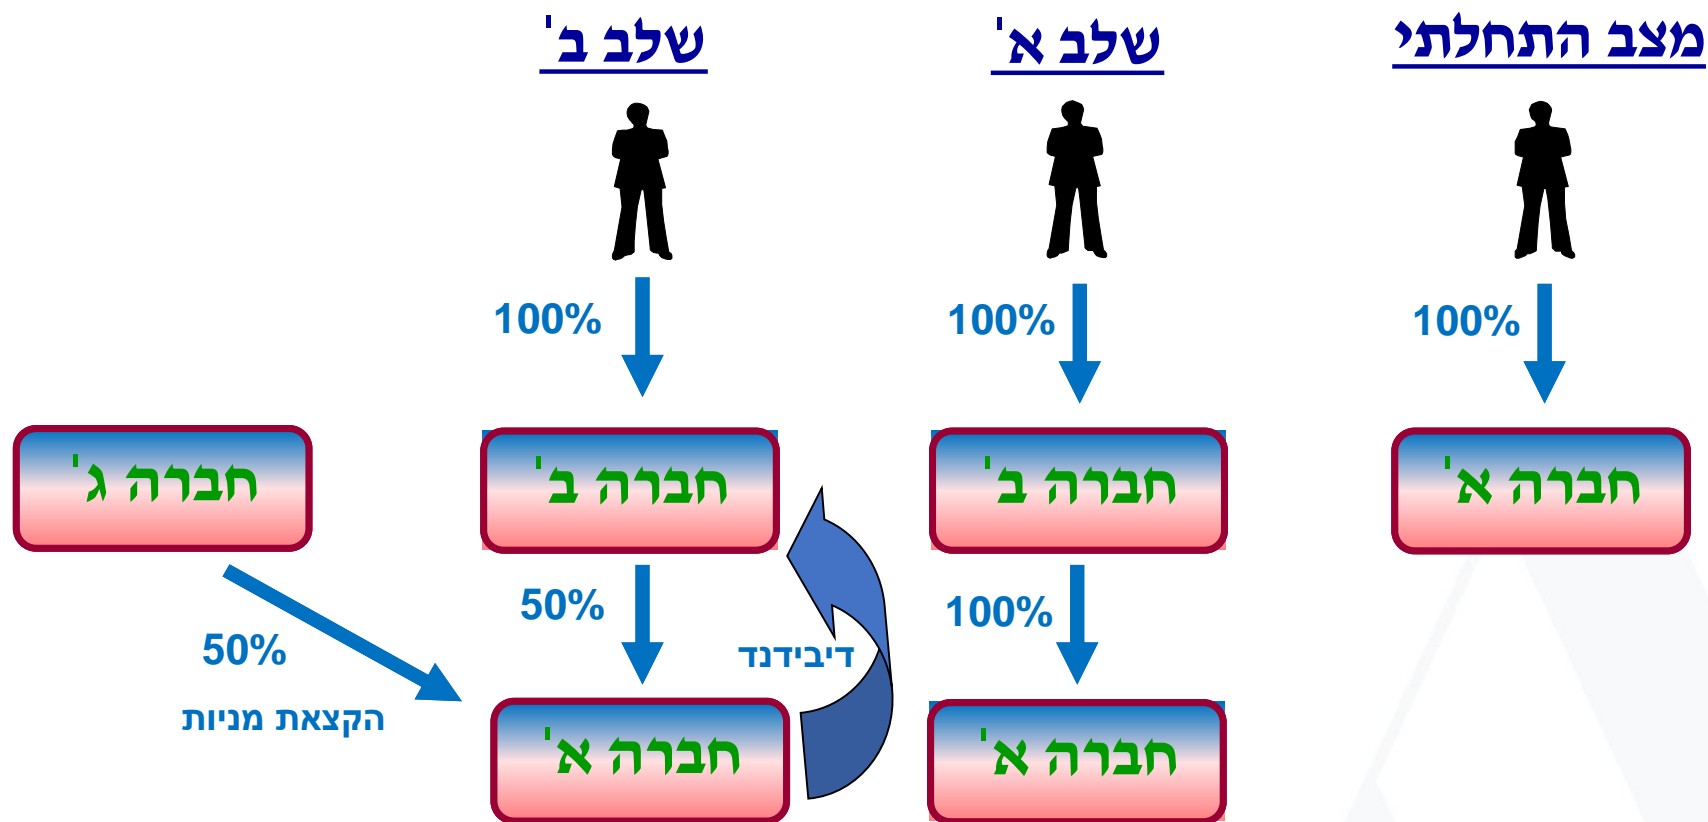 מצב התחלתי
שלב א'
שלב ב'
100%
100%
100%
חברה א'
חברה ב'
חברה ב'
חברה ג'
100%
50%
50%
דיבידנד
הקצאת מניות
חברה א'
חברה א'